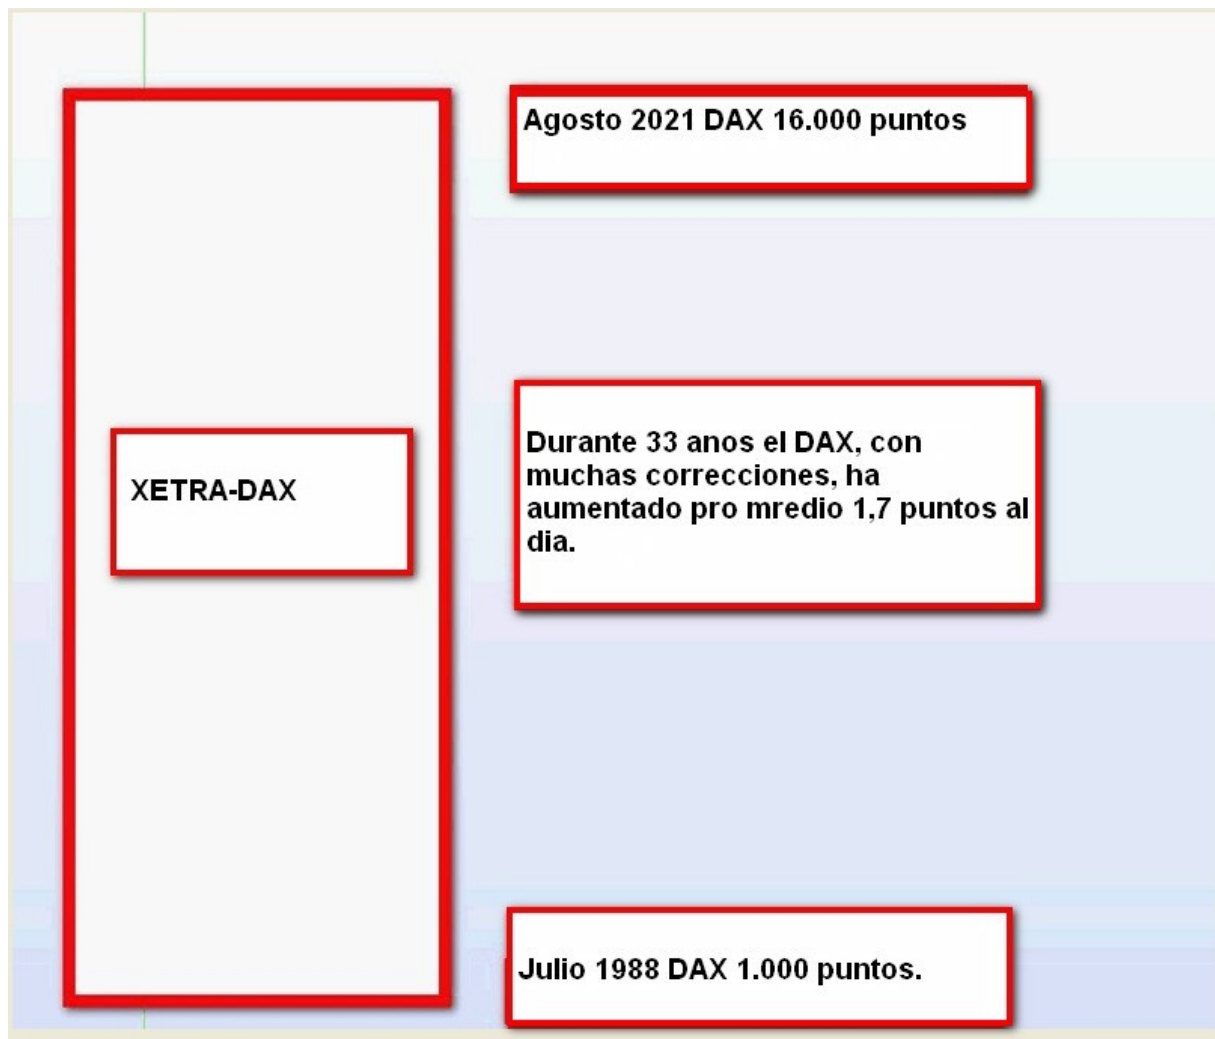 Agosto 2021 DAX 16.000 puntos
XETRA-DAX
Durante 33 anos el DAX, con
muchas correcciones, ha
aumentado pro mredio 1,7 puntos al
dia.
Julio 1988 DAX 1.000 puntos.